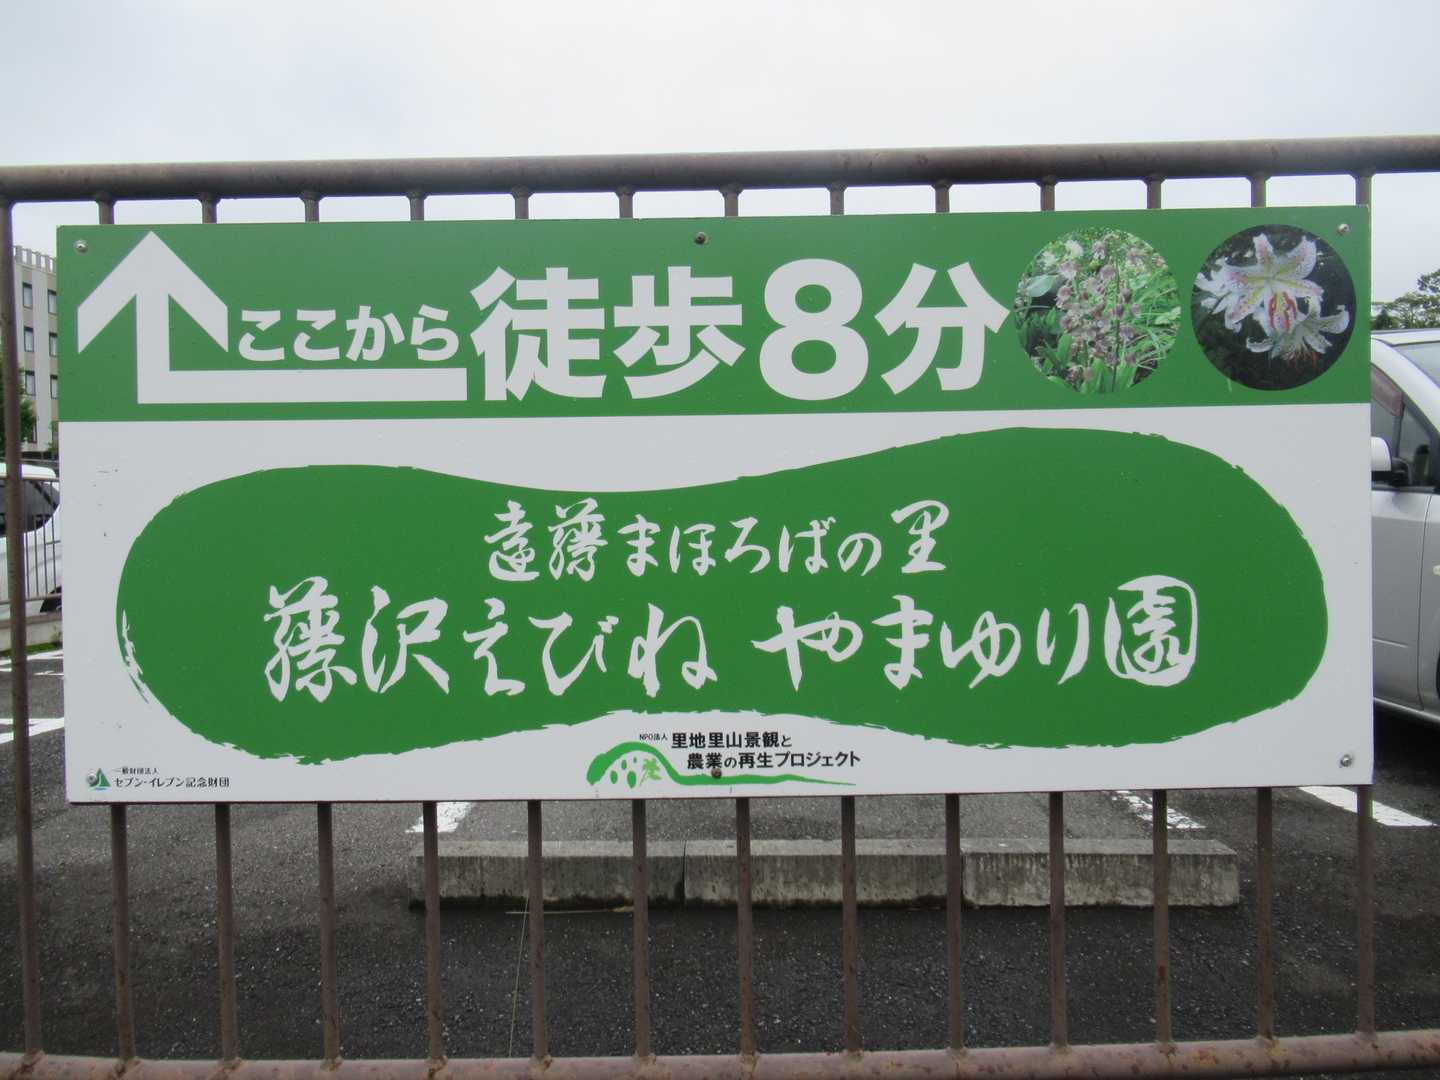 ここから徒歩8分
遠藤まほろばの里
藤沢えびね やまゆり園
NPO法人 里地里山景観と
農業の再生プロジェクト
一般財団法人
セブン-イレブン記念財団